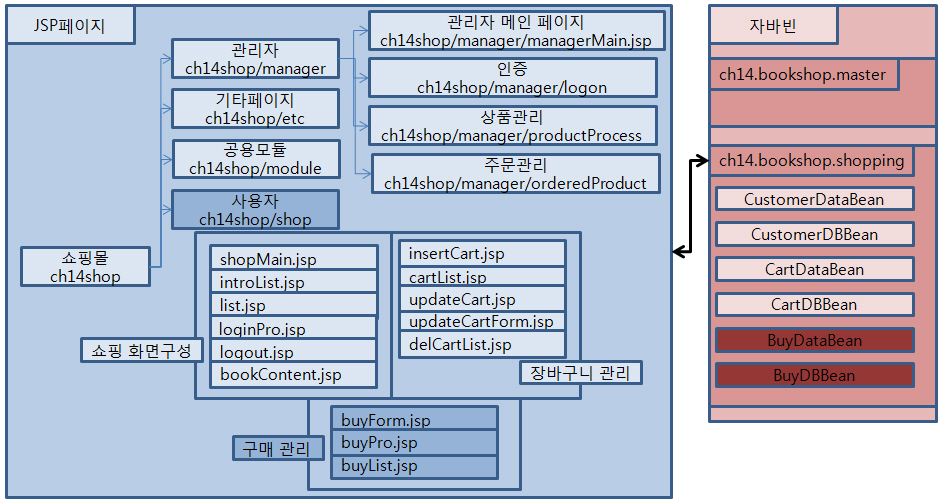 JSP페이지
관리자
ch14shop/manager
기타페이지
ch14shop/etc
공용모듈
ch14shop/module
사용자
ch14shop/shop
쇼핑몰
ch14shop
관리자 메인 페이지
ch14shop/manager/managerMain.jsp
인증
ch14shop/manager/logon
상품관리
ch14shop/manager/productProcess
주문관리
ch14shop/manager/orderedProduct
쇼핑 화면구성
shopMain.jsp
introList.jsp
list.jsp
loginPro.jsp
logout.jsp
bookContent.jsp
insertCart.jsp
cartList.jsp
updateCart.jsp
updateCartForm.jsp
delCartList.jsp
장바구니 관리
구매 관리
buyForm.jsp
buyPro.jsp
buyList.jsp
자바빈
ch14.bookshop.master
ch14.bookshop.shopping
CustomerDataBean
CustomerDBBean
CartDataBean
CartDBBean
BuyDataBean
BuyDBBean